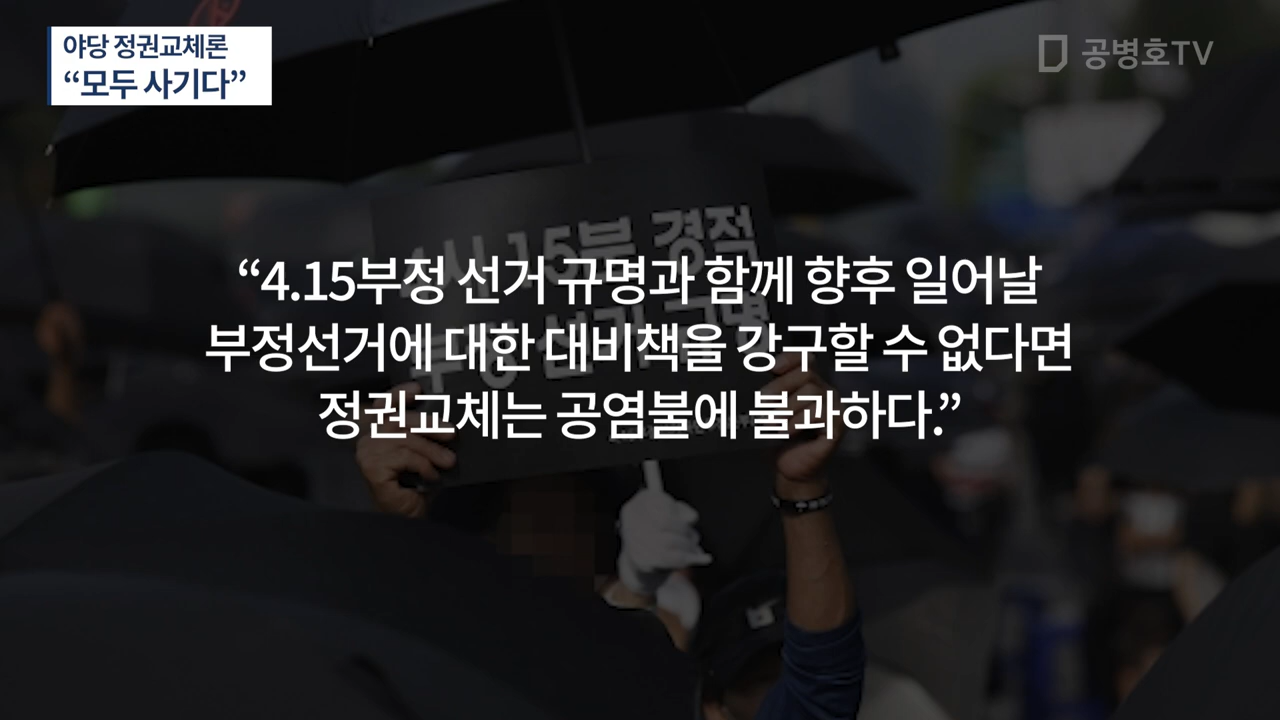 야당 정권교체론
“모두 사기다”
공병호TV
“4.15부정 선거 규명과 함께 향후 일어날
부정선거에 대한 대비책을 강구할 수 없다면
정권교체는 공염불에 불과하다.”